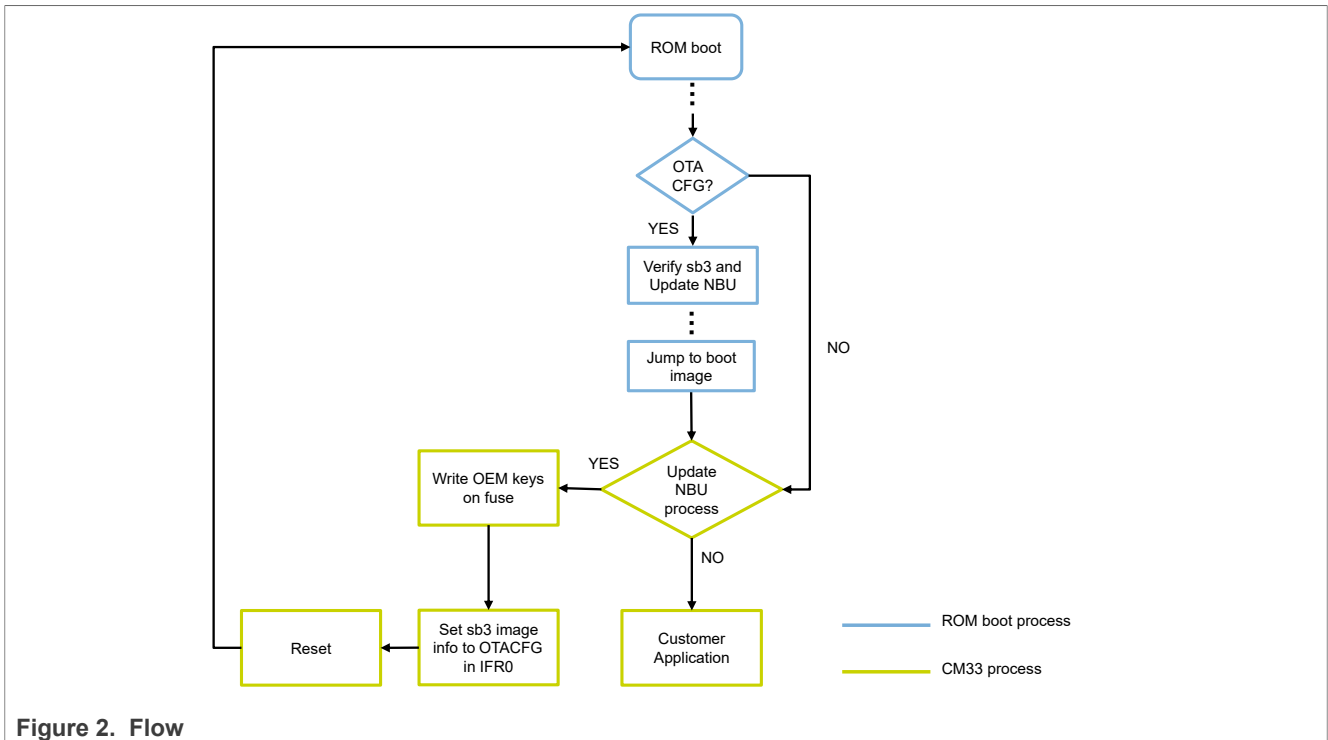 ROM boot
OTA
CFG?
YES
Verify sb3 and
Update NBU
NO
Jump to boot
image
YES
Write OEM keys
on fuse
Update
NBU
process
NO
Reset
Set sb3 image
info to OTACFG
in IFR0
Customer
Application
ROM boot process
CM33 process
Figure 2. Flow